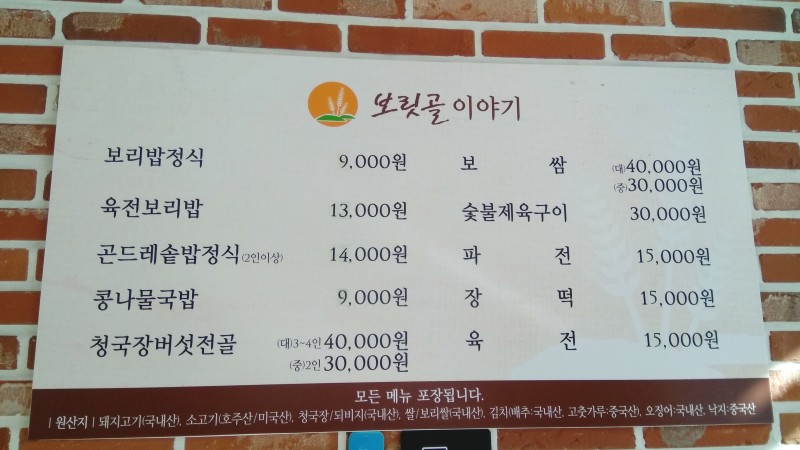 보릿골 이야기
보리밥정식 9,000원
육전보리밥 13,000원
곤드레솥밥정식(2인이상) 14,000원
콩나물국밥 9,000원
청국장버섯전골 (대)3~4인 40,000원
(중)2인 30,000원
보 쌈 (대)40,000원
(중)30,000원
숯불제육구이 30,000원
파 전 15,000원
장 떡 15,000원
육 전 15,000원
모든 메뉴 포장됩니다.
| 원산지 | 돼지고기(국내산), 소고기(호주산/미국산), 청국장/되비지(국내산), 쌀/보리쌀(국내산), 김치(배추:국내산, 고춧가루:중국산), 오징어:국내산, 낙지:중국산